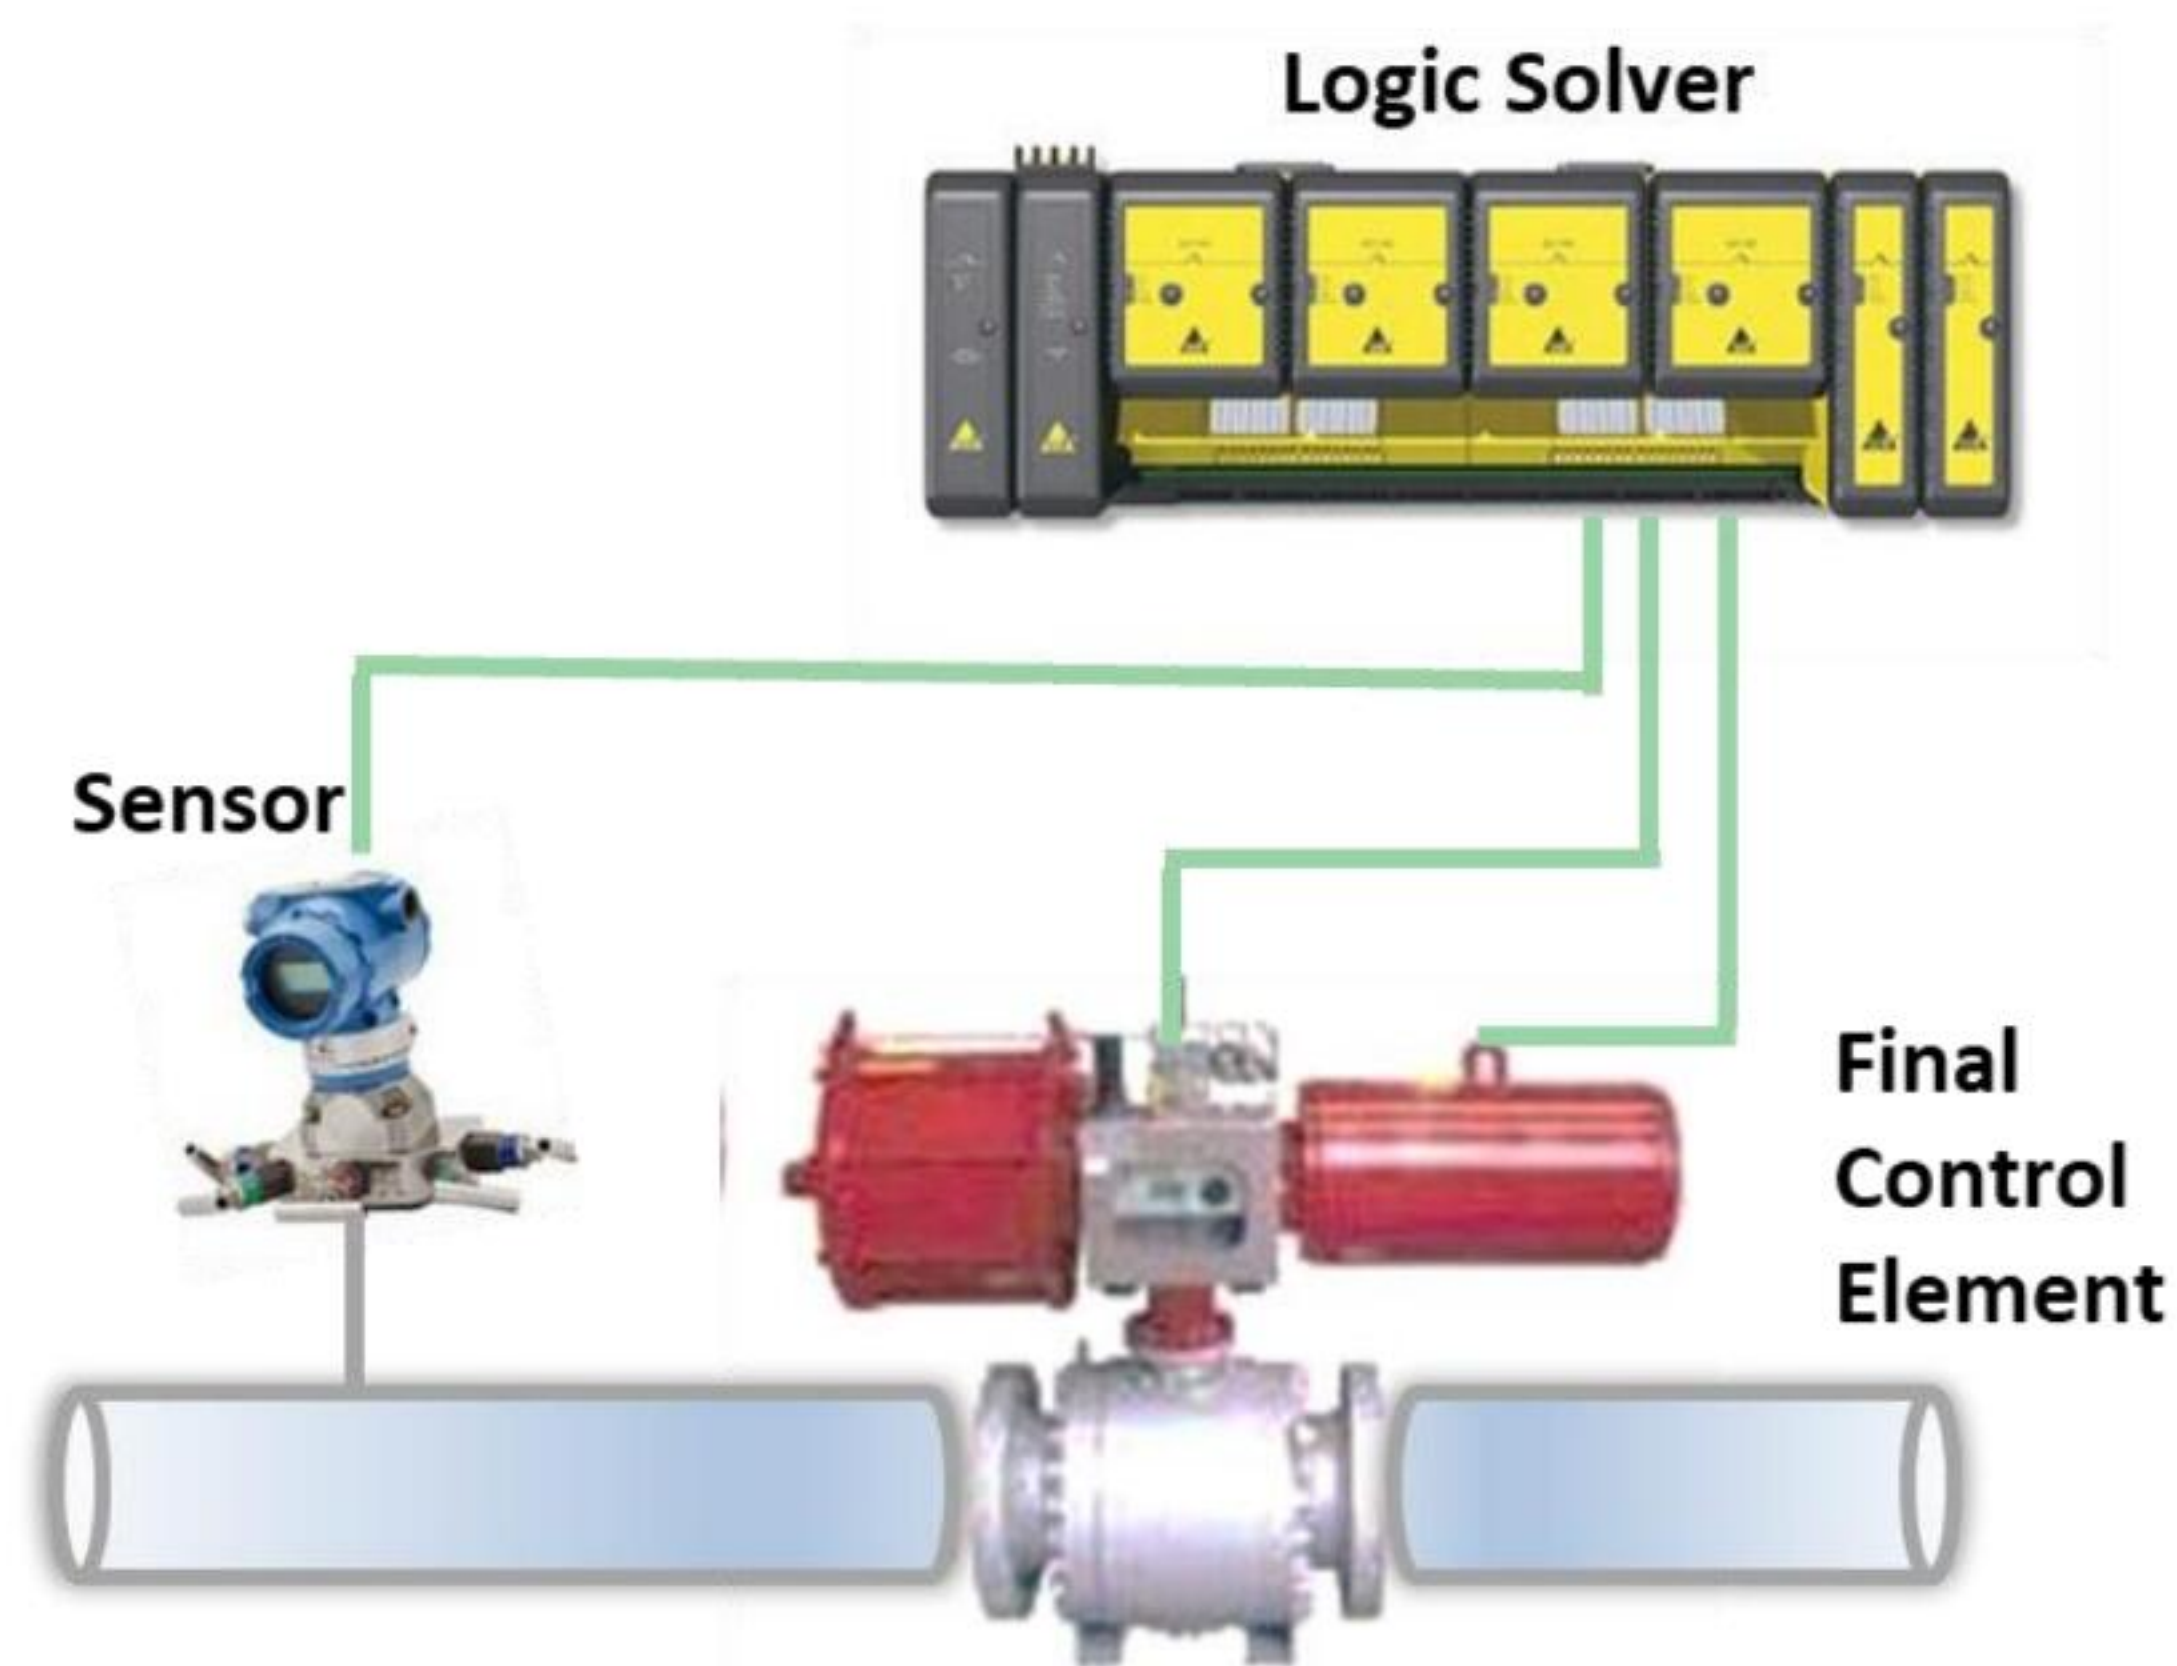 Logic Solver
Sensor
Final
Control
Element